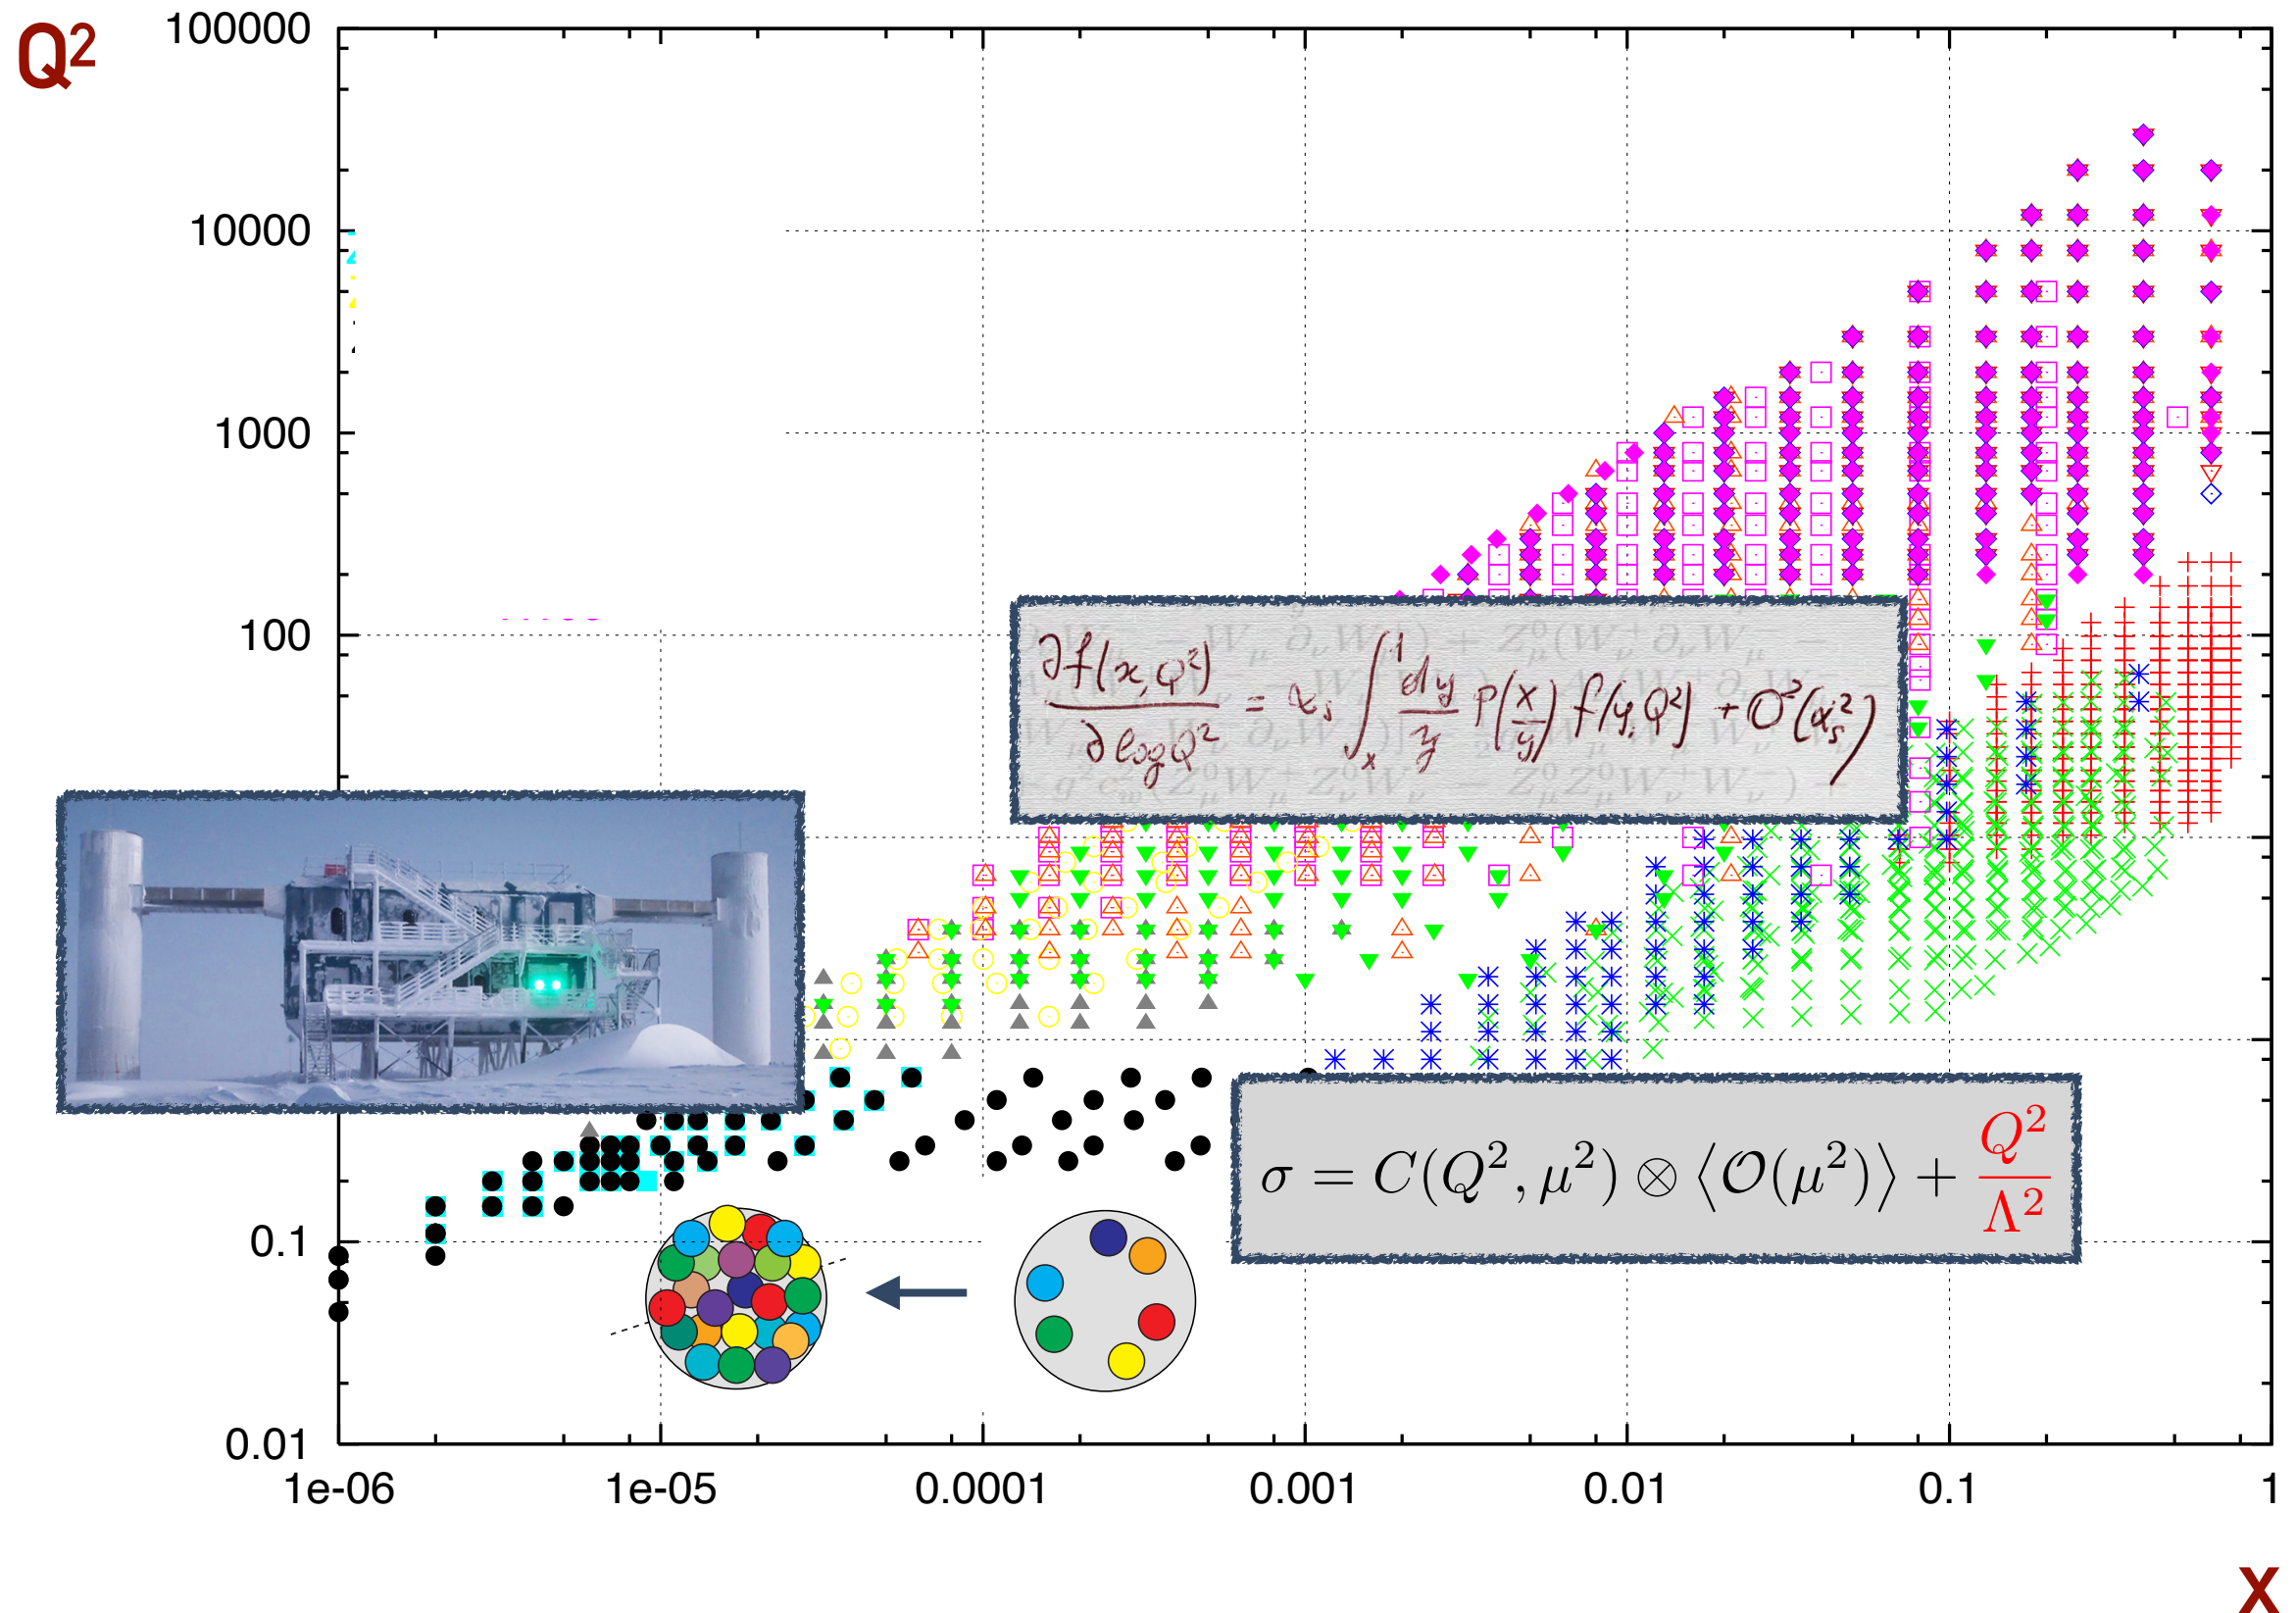 Q²
100000
10000
1000
100
0.1
0.01
1e-06 1e-05 0.0001 0.001 0.01 0.1 1
x
∂f(x,Q²)/∂logQ² = αs ∫ₓ¹ dy/y P(x/y) f(y,Q²) + O²(αs²)
σ = C(Q², μ²) ⊗ ⟨O(μ²)⟩ + Q²/Λ²